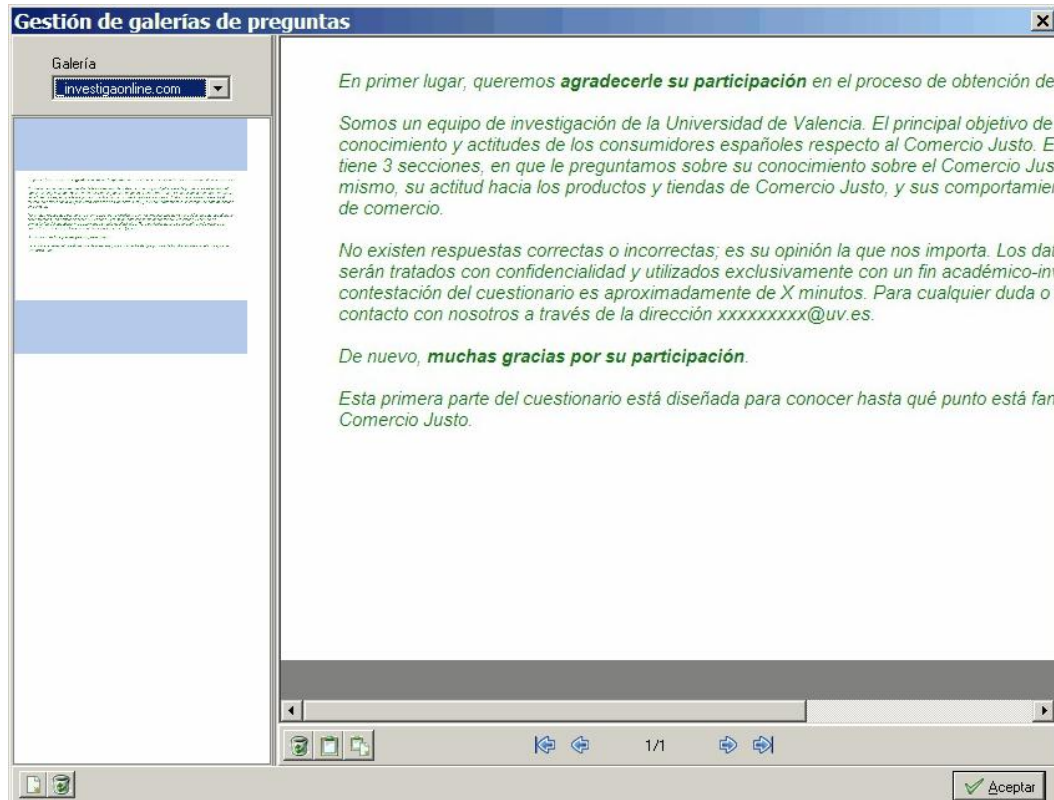 Gestión de galerías de preguntas
Galería
_investigaonline.com
En primer lugar, queremos agradecerle su participación en el proceso de obtención de
Somos un equipo de investigación de la Universidad de Valencia. El principal objetivo de
conocimiento y actitudes de los consumidores españoles respecto al Comercio Justo. E
tiene 3 secciones, en que le preguntamos sobre su conocimiento sobre el Comercio Jus
mismo, su actitud hacia los productos y tiendas de Comercio Justo, y sus comportamie
de comercio.
No existen respuestas correctas o incorrectas; es su opinión la que nos importa. Los dat
serán tratados con confidencialidad y utilizados exclusivamente con un fin académico-inv
contestación del cuestionario es aproximadamente de X minutos. Para cualquier duda o
contacto con nosotros a través de la dirección xxxxxxxxx@uv.es.
De nuevo, muchas gracias por su participación.
Esta primera parte del cuestionario está diseñada para conocer hasta qué punto está fan
Comercio Justo.
1/1
Aceptar